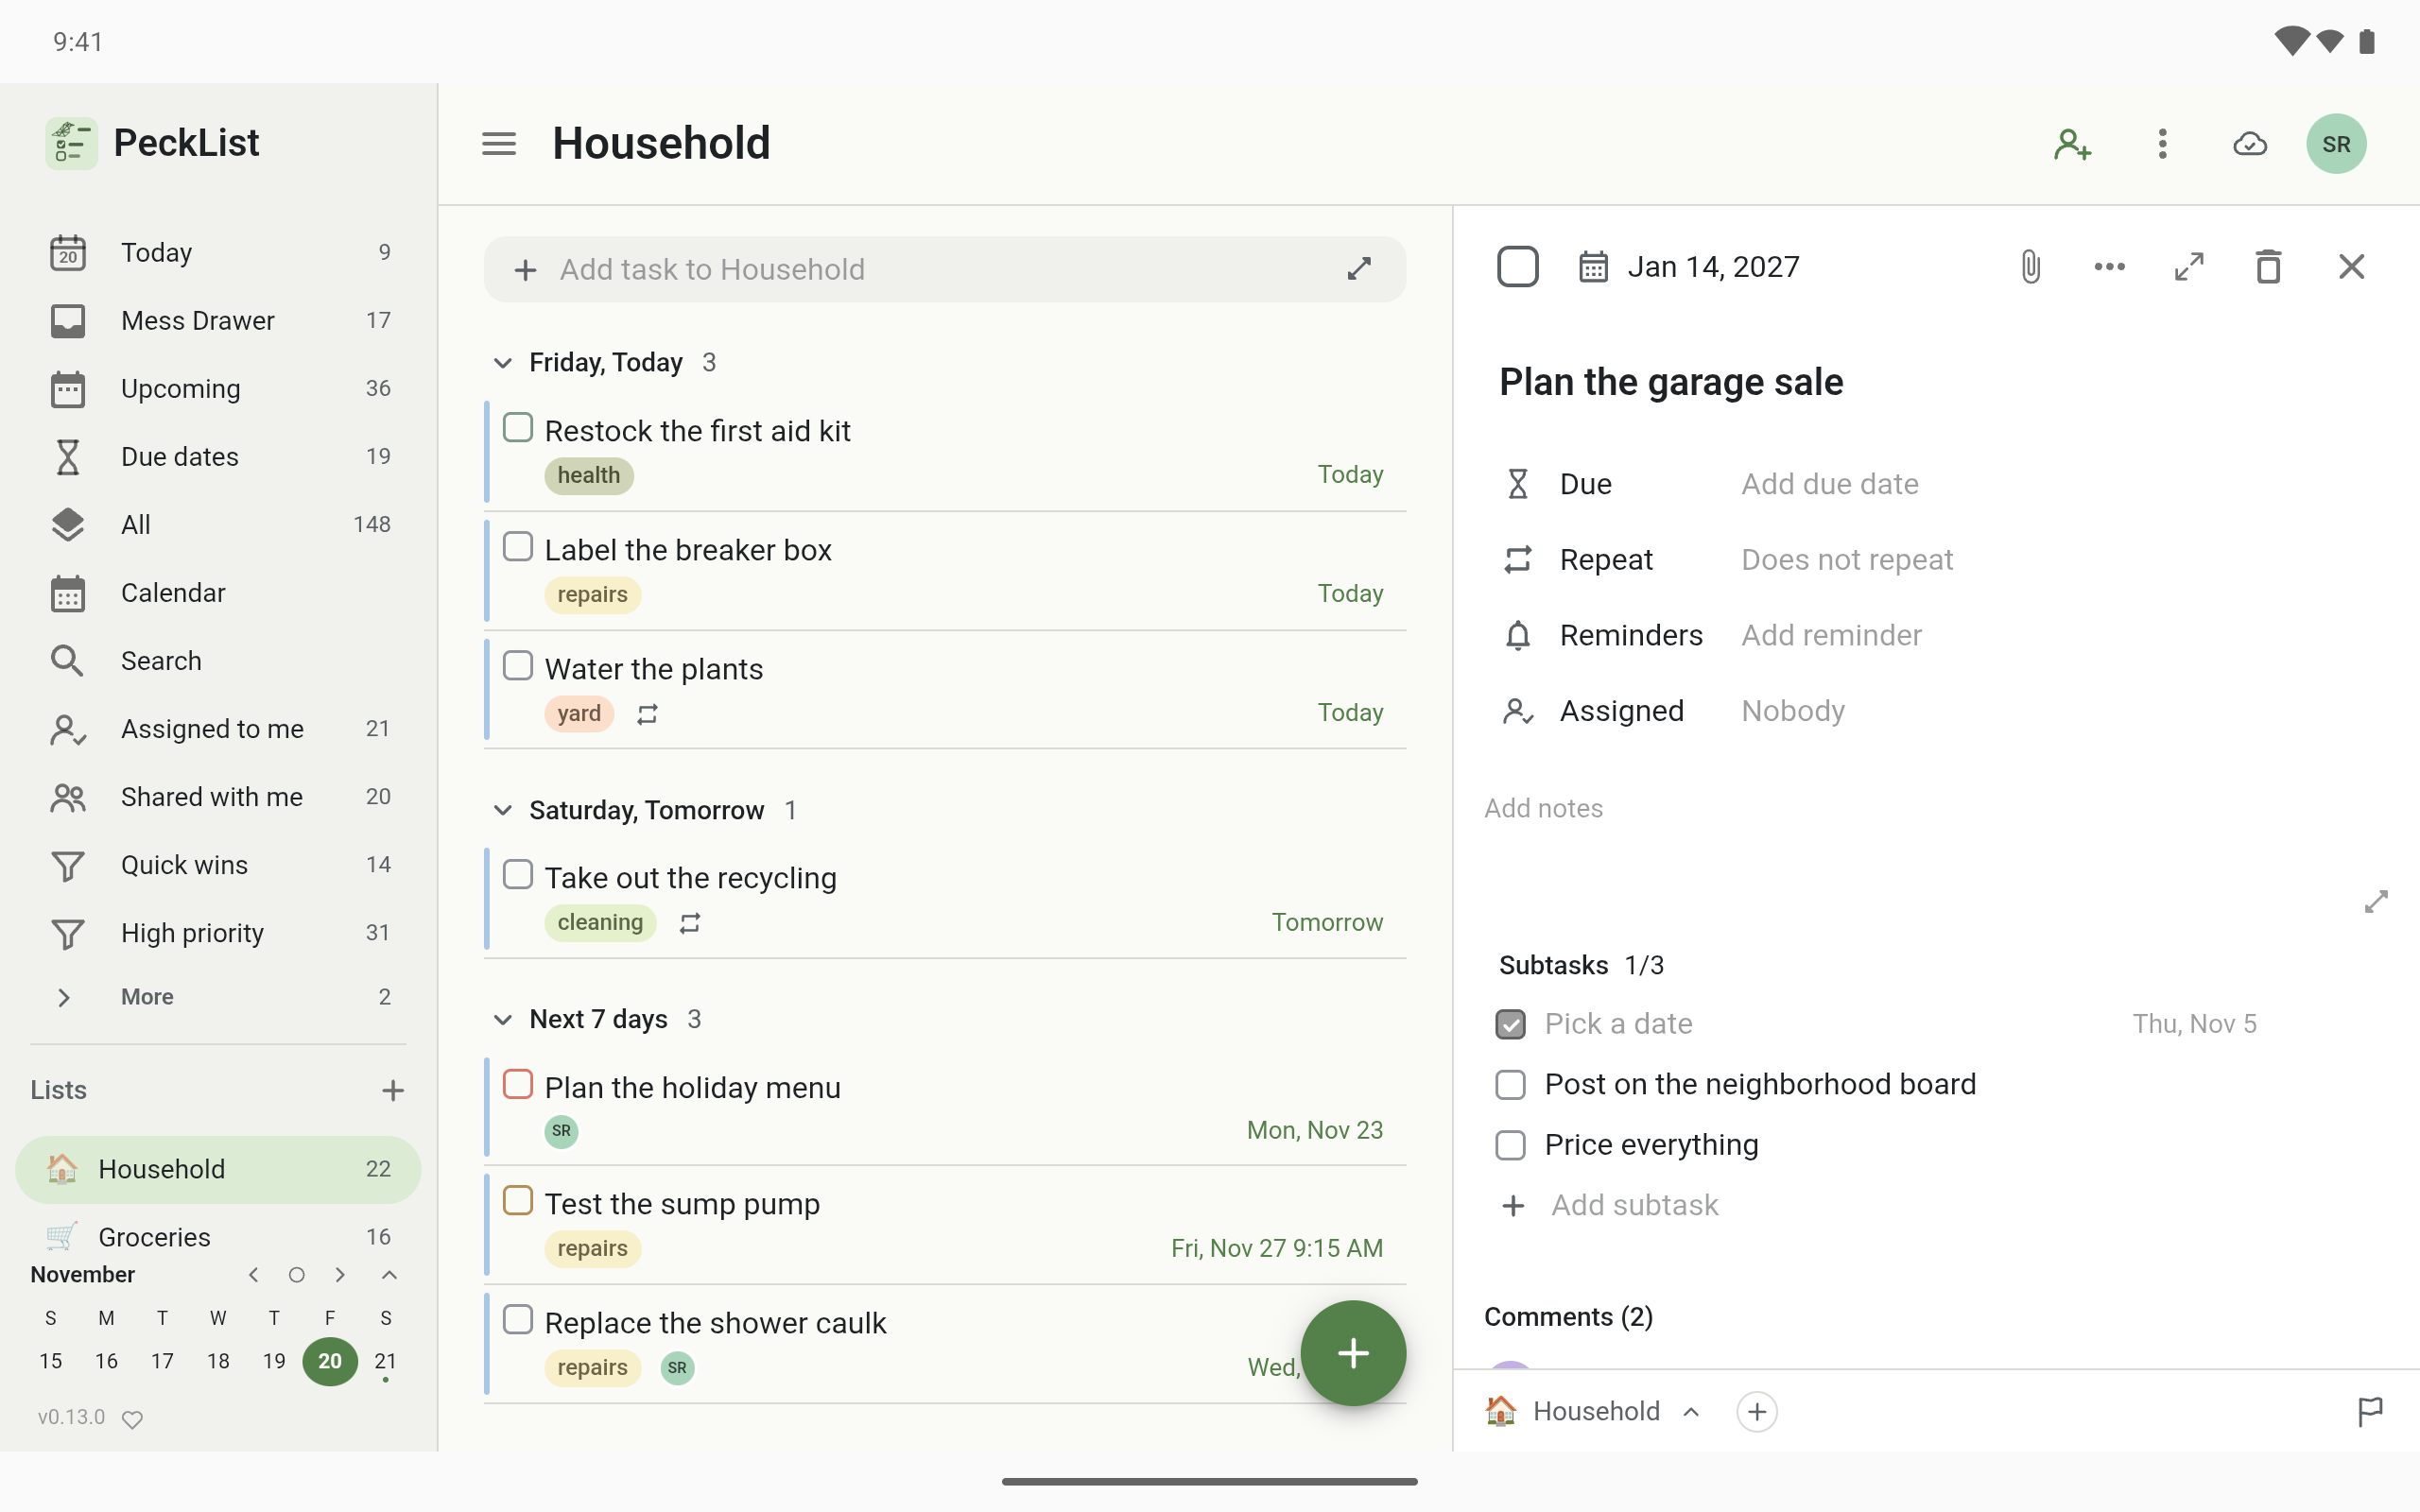 9:41
PeckList
Today 9
Mess Drawer 17
Upcoming 36
Due dates 19
All 148
Calendar
Search
Assigned to me 21
Shared with me 20
Quick wins 14
High priority 31
More 2
Lists
🏠 Household 22
🛒 Groceries 16
November
S M T W T F S
15 16 17 18 19 20 21
v0.13.0
Household
SR
Add task to Household
Friday, Today 3
Restock the first aid kit
health Today
Label the breaker box
repairs Today
Water the plants
yard Today
Saturday, Tomorrow 1
Take out the recycling
cleaning Tomorrow
Next 7 days 3
Plan the holiday menu
SR Mon, Nov 23
Test the sump pump
repairs Fri, Nov 27 9:15 AM
Replace the shower caulk
repairs SR Wed,
Jan 14, 2027
Plan the garage sale
Due Add due date
Repeat Does not repeat
Reminders Add reminder
Assigned Nobody
Add notes
Subtasks 1/3
Pick a date Thu, Nov 5
Post on the neighborhood board
Price everything
Add subtask
Comments (2)
🏠 Household